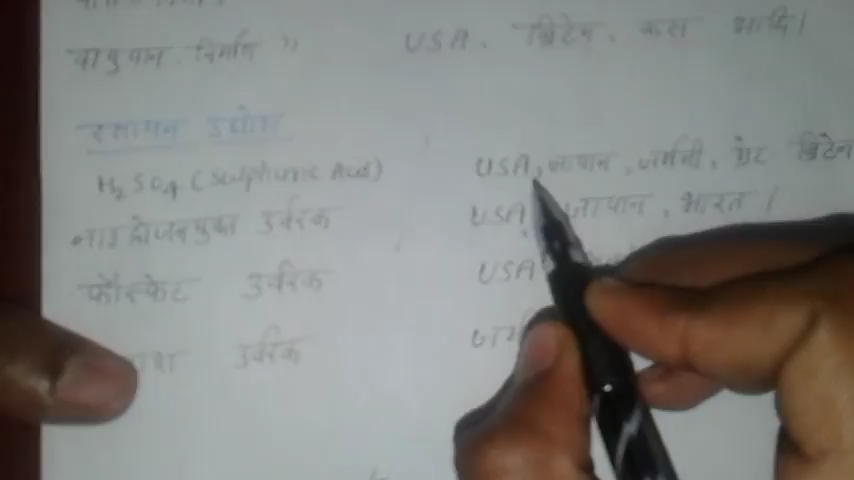 वायुयान निर्माण " USA, ब्रिटेन, रूस आदि।
रसायन उद्योग
H2SO4 (Sulphuric Acid) USA, जापान, जर्मनी, ग्रेट ब्रिटेन
नाइट्रोजनयुक्त उर्वरक USA, जापान, भारत।
फॉस्फेट उर्वरक USA
उर्वरक